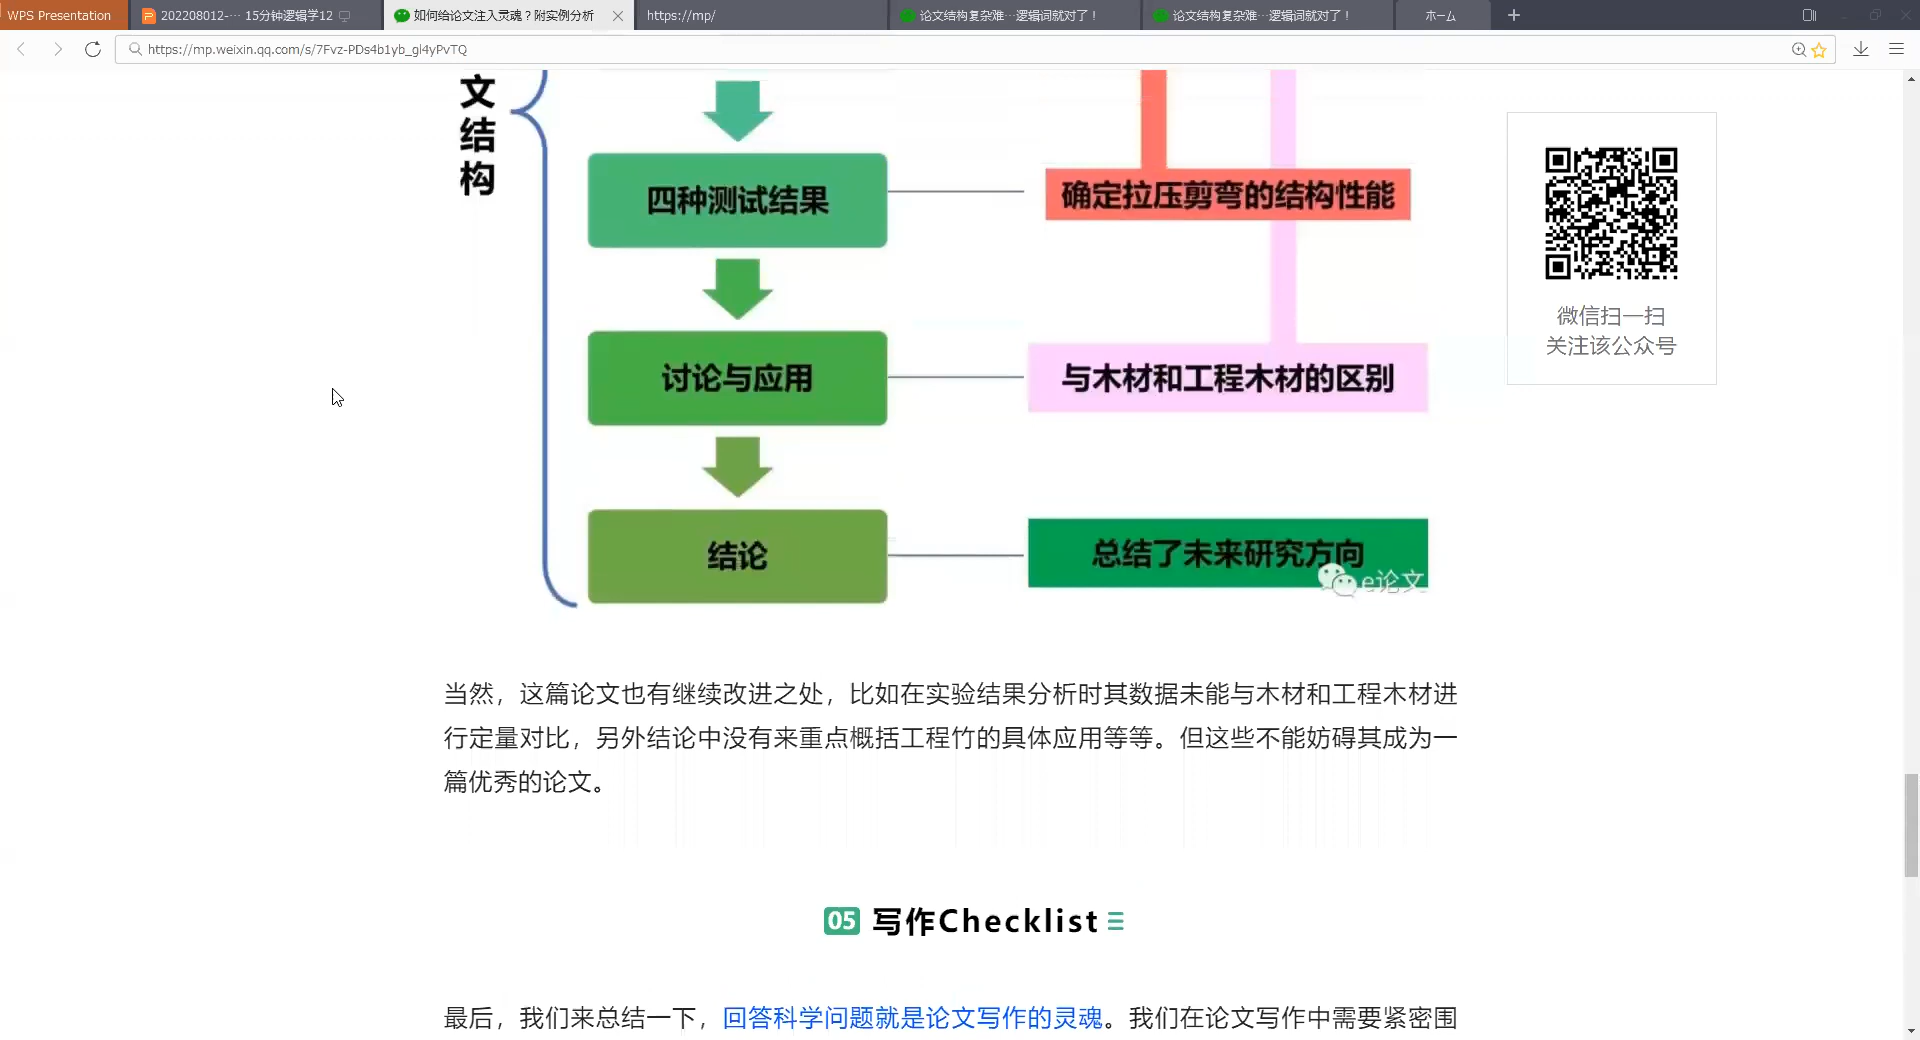 WPS Presentation
202208012-··· 15分钟逻辑学12
如何给论文注入灵魂？附实例分析
https://mp/
论文结构复杂难···逻辑词就对了！
论文结构复杂难···逻辑词就对了！
ホーム
https://mp.weixin.qq.com/s/7Fvz-PDs4b1yb_gl4yPvTQ
文结构
四种测试结果
确定拉压剪弯的结构性能
讨论与应用
与木材和工程木材的区别
结论
总结了未来研究方向
e论文
微信扫一扫
关注该公众号
当然，这篇论文也有继续改进之处，比如在实验结果分析时其数据未能与木材和工程木材进
行定量对比，另外结论中没有来重点概括工程竹的具体应用等等。但这些不能妨碍其成为一
篇优秀的论文。
05 写作Checklist
最后，我们来总结一下，回答科学问题就是论文写作的灵魂。我们在论文写作中需要紧密围